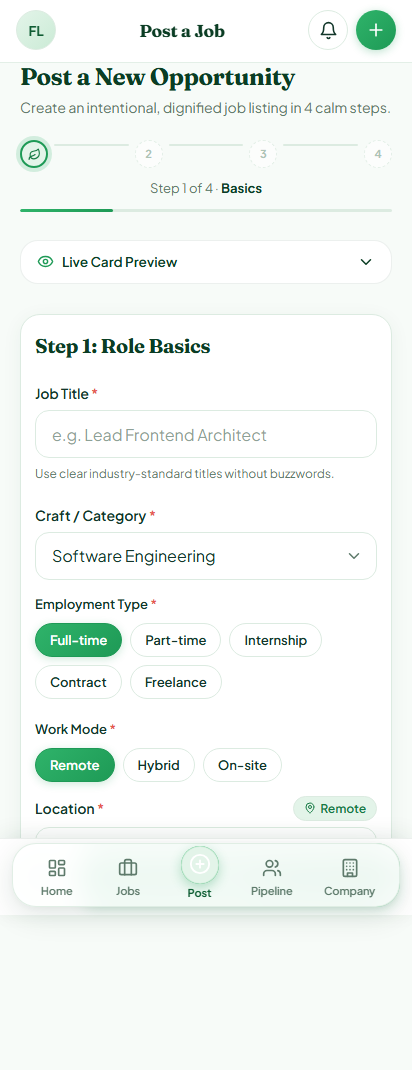 FL
Post a Job
Post a New Opportunity
Create an intentional, dignified job listing in 4 calm steps.
2
3
4
Step 1 of 4 · Basics
Live Card Preview
Step 1: Role Basics
Job Title *
e.g. Lead Frontend Architect
Use clear industry-standard titles without buzzwords.
Craft / Category *
Software Engineering
Employment Type *
Full-time Part-time Internship
Contract Freelance
Work Mode *
Remote Hybrid On-site
Location * Remote
Home Jobs Post Pipeline Company